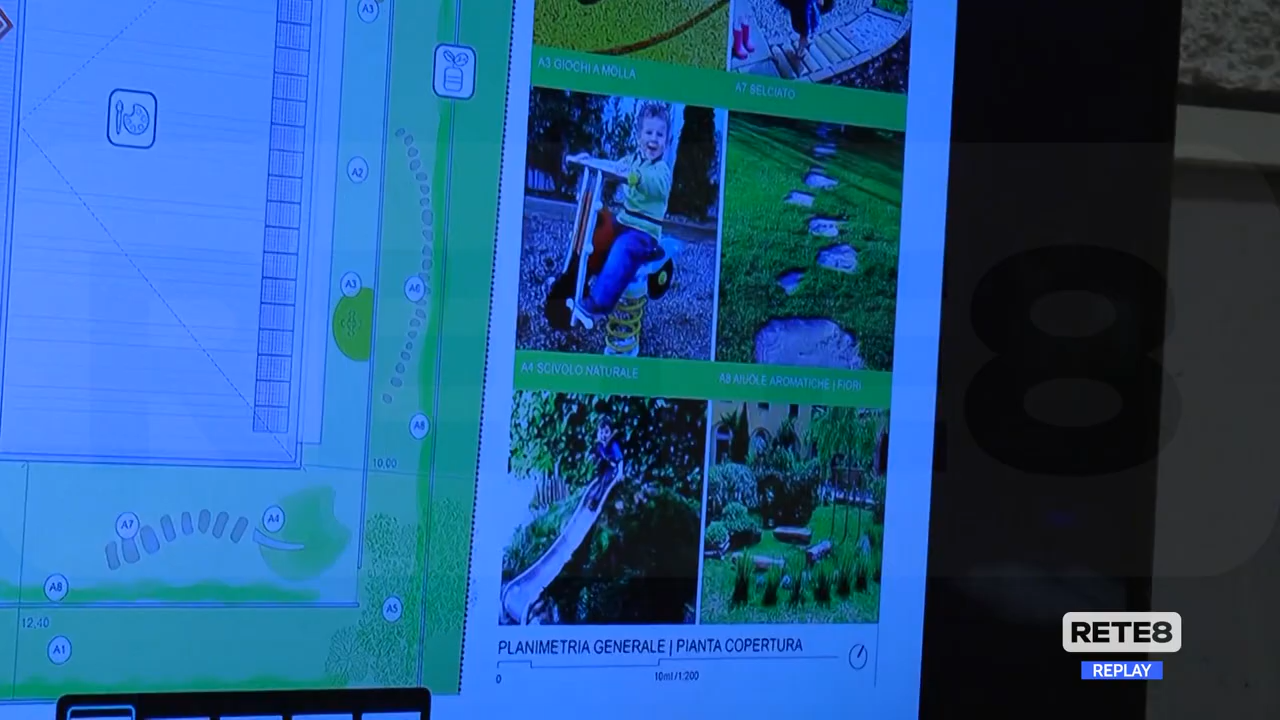 A3
A2
A3
A6
A8
10,00
A7
A4
A8
A5
12,40
A1
A3 GIOCHI A MOLLA
A7 SELCIATO
A4 SCIVOLO NATURALE
A8 AIUOLE AROMATICHE | FIORI
PLANIMETRIA GENERALE | PIANTA COPERTURA
0
10ml /1:200
RETE8
REPLAY